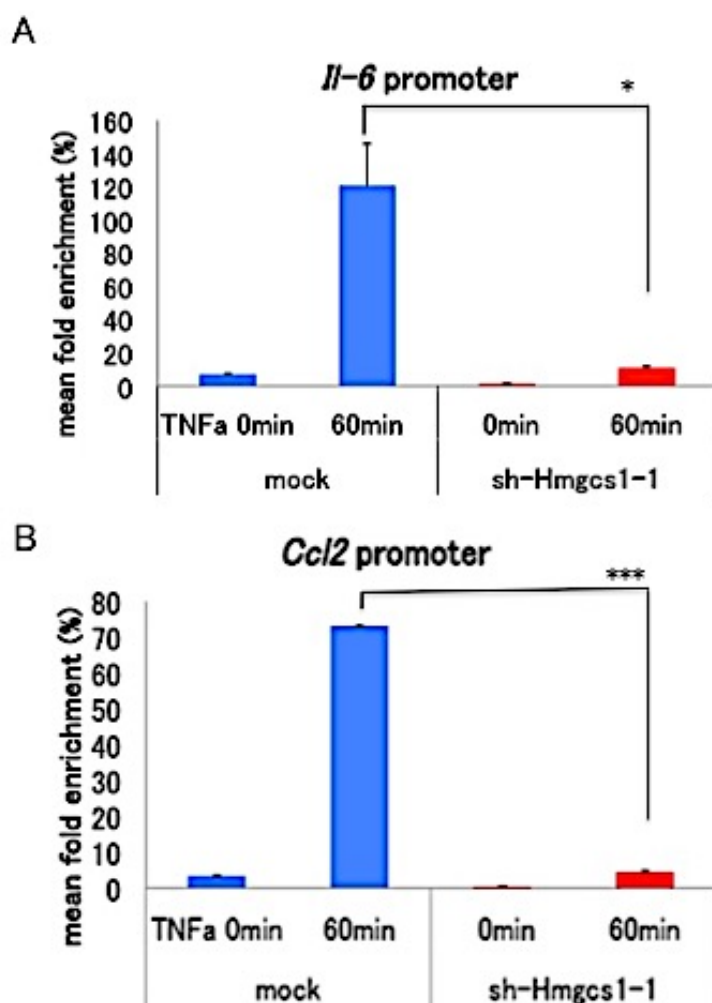 A
Il-6 promoter
*
mean fold enrichment (%)
160
140
120
100
80
60
40
20
0
TNFa 0min 60min 0min 60min
mock sh-Hmgcs1-1
B
Ccl2 promoter
***
mean fold enrichment (%)
80
70
60
50
40
30
20
10
0
TNFa 0min 60min 0min 60min
mock sh-Hmgcs1-1